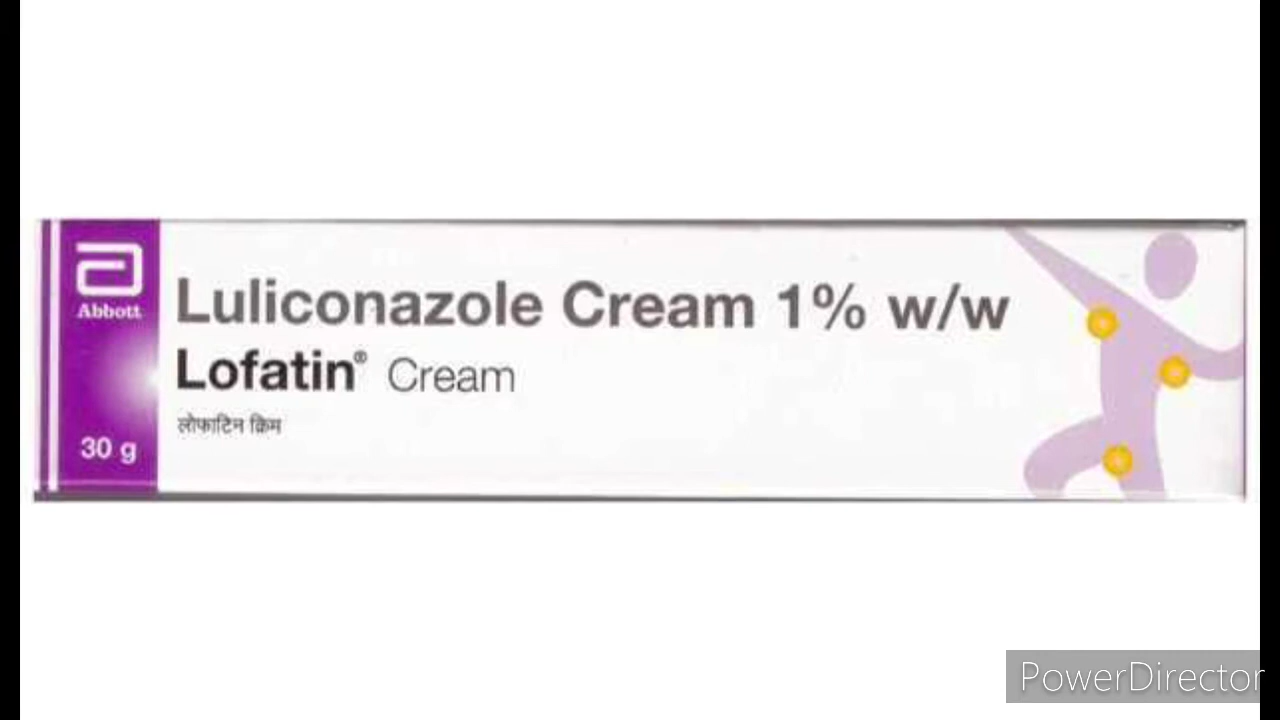 Abbott
30 g
Luliconazole Cream 1% w/w
Lofatin® Cream
लोफाटिन क्रिम
PowerDirector